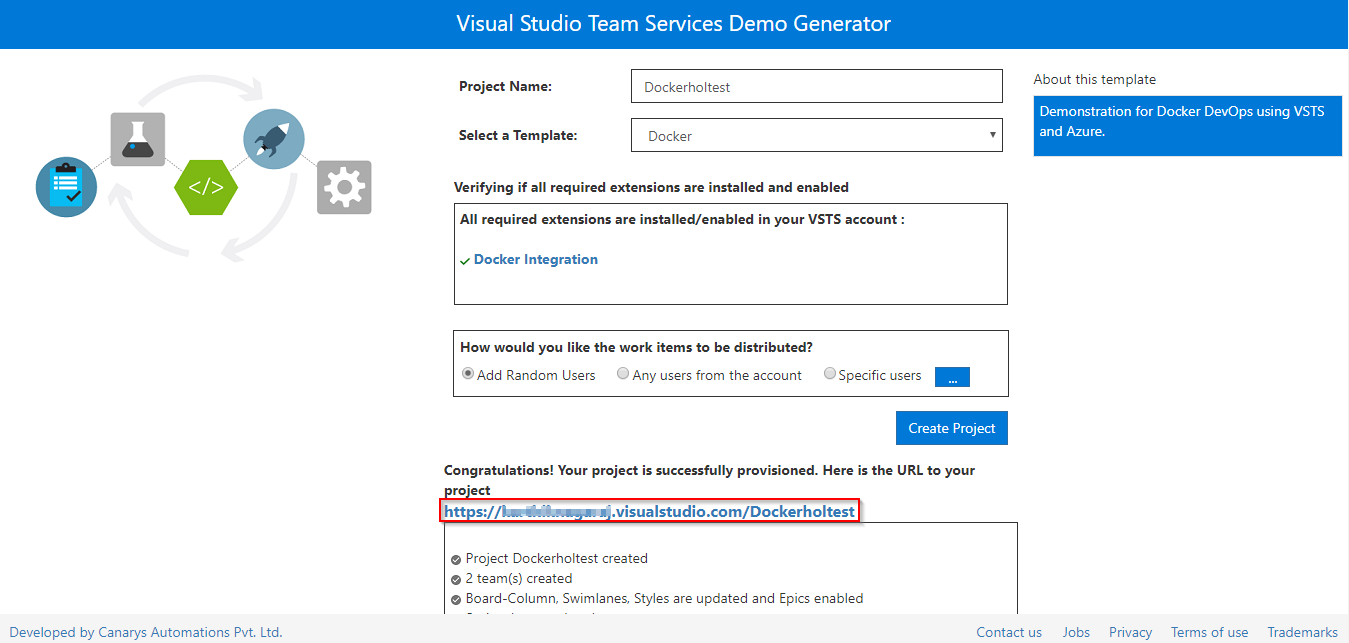 Visual Studio Team Services Demo Generator
Project Name:
Dockerholtest
Select a Template:
Docker
About this template
Demonstration for Docker DevOps using VSTS
and Azure.
</>
Verifying if all required extensions are installed and enabled
All required extensions are installed/enabled in your VSTS account :
Docker Integration
How would you like the work items to be distributed?
Add Random Users
Any users from the account
Specific users
...
Create Project
Congratulations! Your project is successfully provisioned. Here is the URL to your
project
https://.visualstudio.com/Dockerholtest
Project Dockerholtest created
2 team(s) created
Board-Column, Swimlanes, Styles are updated and Epics enabled
Developed by Canarys Automations Pvt. Ltd.
Contact us
Jobs
Privacy
Terms of use
Trademarks